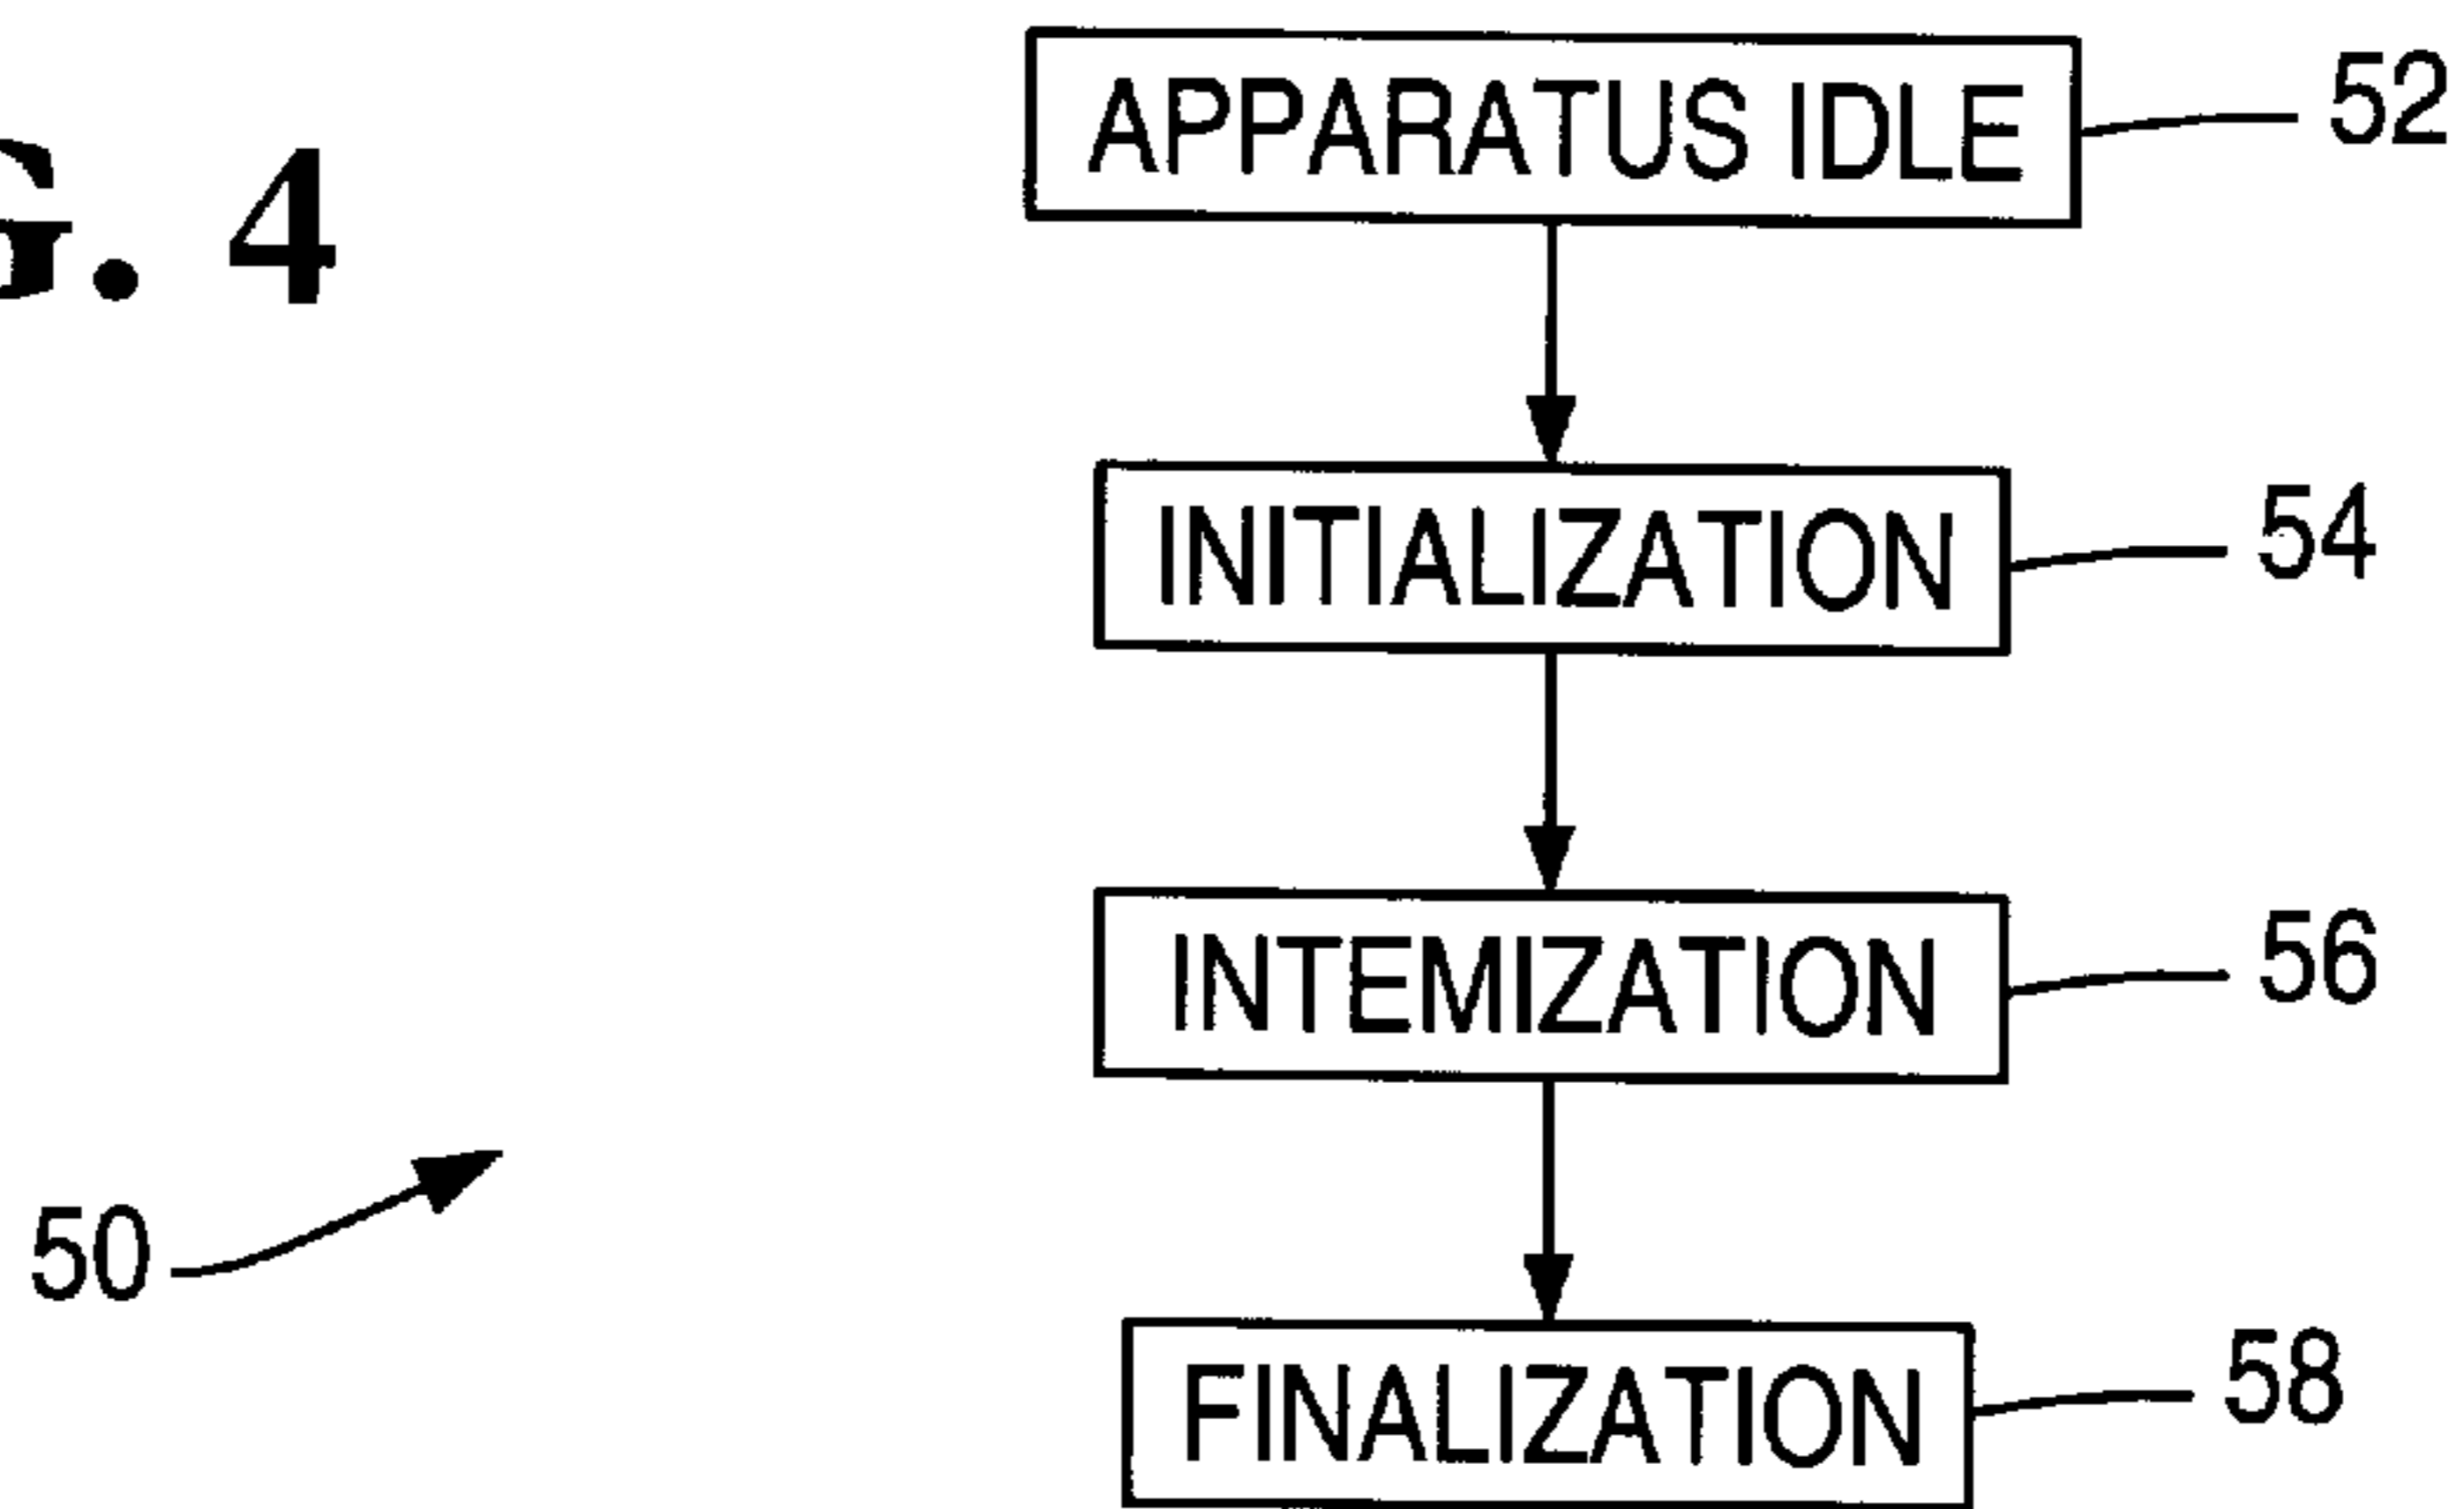 G. 4
APPARATUS IDLE 52
INITIALIZATION 54
INTEMIZATION 56
50
FINALIZATION 58